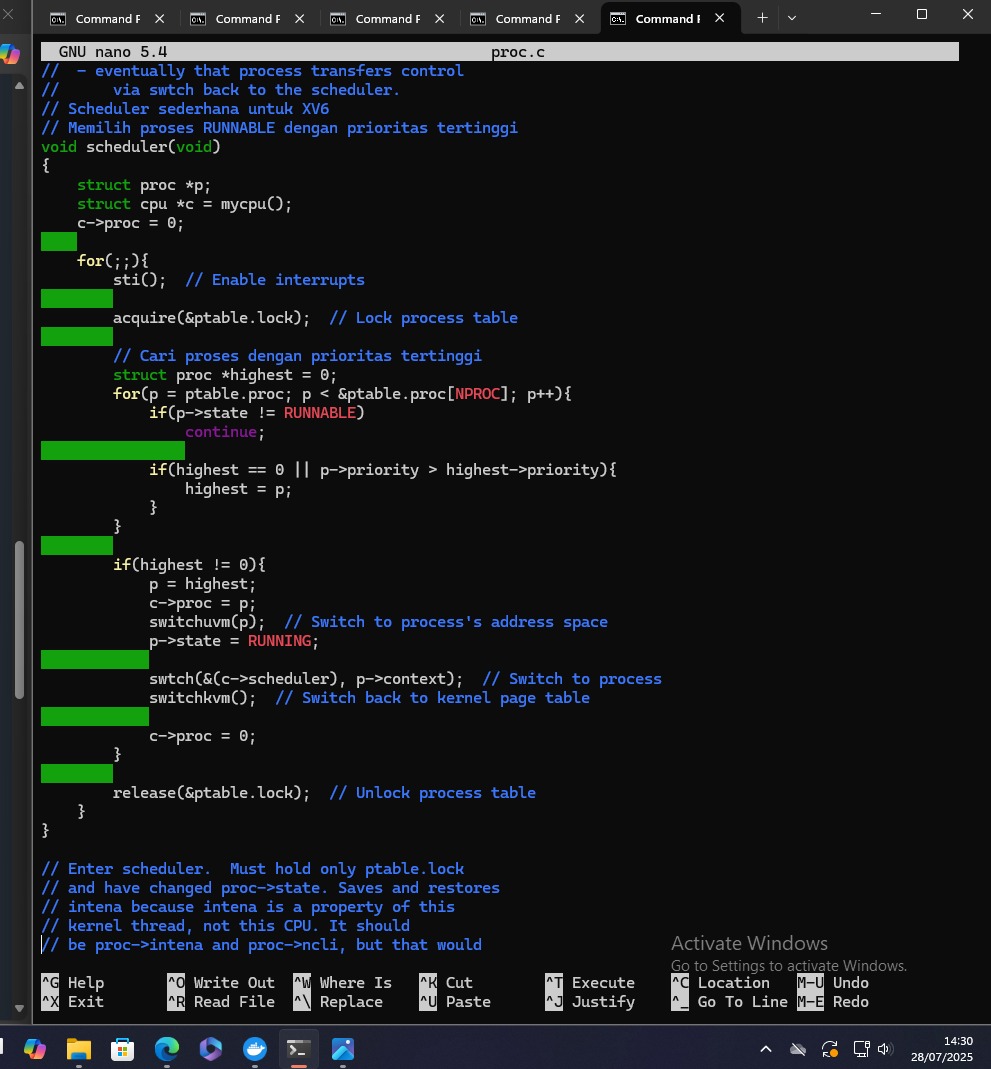 Command F
Command F
Command F
Command F
Command F
GNU nano 5.4 proc.c
//  - eventually that process transfers control
//      via swtch back to the scheduler.
// Scheduler sederhana untuk XV6
// Memilih proses RUNNABLE dengan prioritas tertinggi
void scheduler(void)
{
    struct proc *p;
    struct cpu *c = mycpu();
    c->proc = 0;
    for(;;){
        sti();  // Enable interrupts
        acquire(&ptable.lock);  // Lock process table
        // Cari proses dengan prioritas tertinggi
        struct proc *highest = 0;
        for(p = ptable.proc; p < &ptable.proc[NPROC]; p++){
            if(p->state != RUNNABLE)
                continue;
            if(highest == 0 || p->priority > highest->priority){
                highest = p;
            }
        }
        if(highest != 0){
            p = highest;
            c->proc = p;
            switchuvm(p);  // Switch to process's address space
            p->state = RUNNING;
            swtch(&(c->scheduler), p->context);  // Switch to process
            switchkvm();  // Switch back to kernel page table
            c->proc = 0;
        }
        release(&ptable.lock);  // Unlock process table
    }
}
// Enter scheduler.  Must hold only ptable.lock
// and have changed proc->state. Saves and restores
// intena because intena is a property of this
// kernel thread, not this CPU. It should
// be proc->intena and proc->ncli, but that would
Activate Windows
Go to Settings to activate Windows.
^G Help ^O Write Out ^W Where Is ^K Cut ^T Execute ^C Location M-U Undo
^X Exit ^R Read File ^\ Replace ^U Paste ^J Justify ^_ Go To Line M-E Redo
14:30
28/07/2025